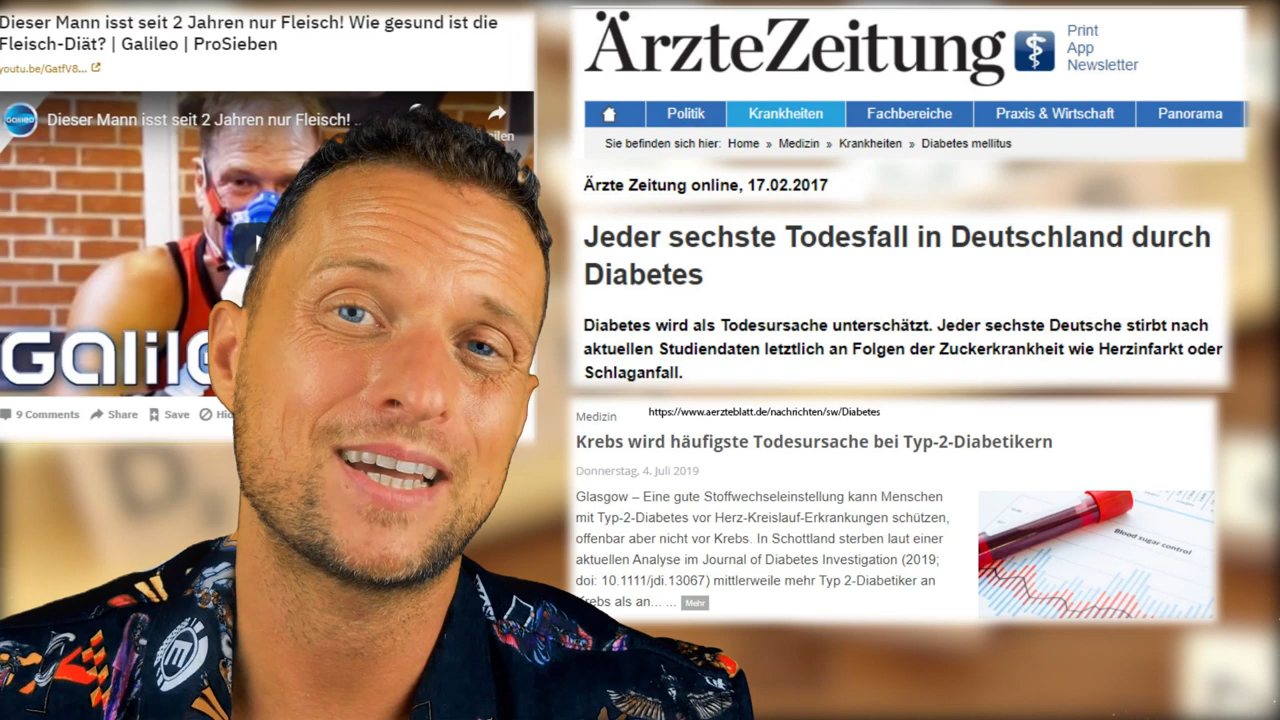 Dieser Mann isst seit 2 Jahren nur Fleisch! Wie gesund ist die
Fleisch-Diät? | Galileo | ProSieben
youtu.be/GatfV8...
GALILEO
Dieser Mann isst seit 2 Jahren nur Fleisch! ..
eilen
Galile
9 Comments Share Save Hid
ÄrzteZeitung
Print
App
Newsletter
Politik Krankheiten Fachbereiche Praxis & Wirtschaft Panorama
Sie befinden sich hier: Home » Medizin » Krankheiten » Diabetes mellitus
Ärzte Zeitung online, 17.02.2017
Jeder sechste Todesfall in Deutschland durch
Diabetes
Diabetes wird als Todesursache unterschätzt. Jeder sechste Deutsche stirbt nach
aktuellen Studiendaten letztlich an Folgen der Zuckerkrankheit wie Herzinfarkt oder
Schlaganfall.
Medizin https://www.aerzteblatt.de/nachrichten/sw/Diabetes
Krebs wird häufigste Todesursache bei Typ-2-Diabetikern
Donnerstag, 4. Juli 2019
Glasgow – Eine gute Stoffwechseleinstellung kann Menschen
mit Typ-2-Diabetes vor Herz-Kreislauf-Erkrankungen schützen,
offenbar aber nicht vor Krebs. In Schottland sterben laut einer
aktuellen Analyse im Journal of Diabetes Investigation (2019;
doi: 10.1111/jdi.13067) mittlerweile mehr Typ 2-Diabetiker an
Krebs als an... ... Mehr
Blood sugar control
E